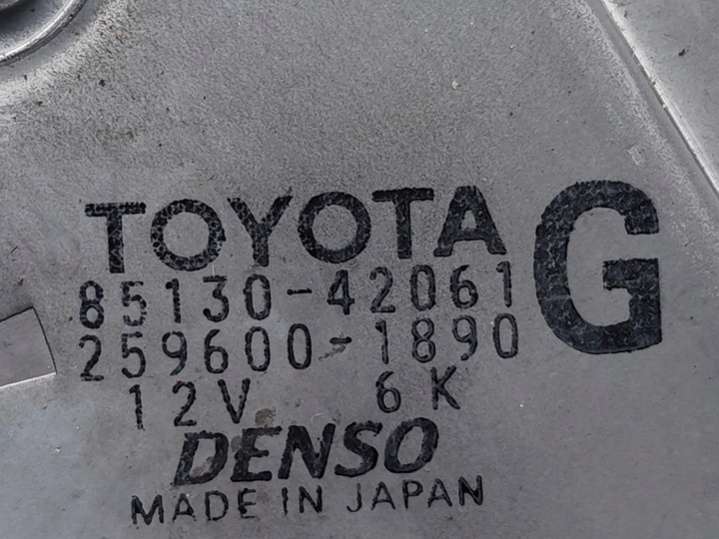 TOYOTA
G
85130-42061
259600-1890
12V 6K
DENSO
MADE IN JAPAN